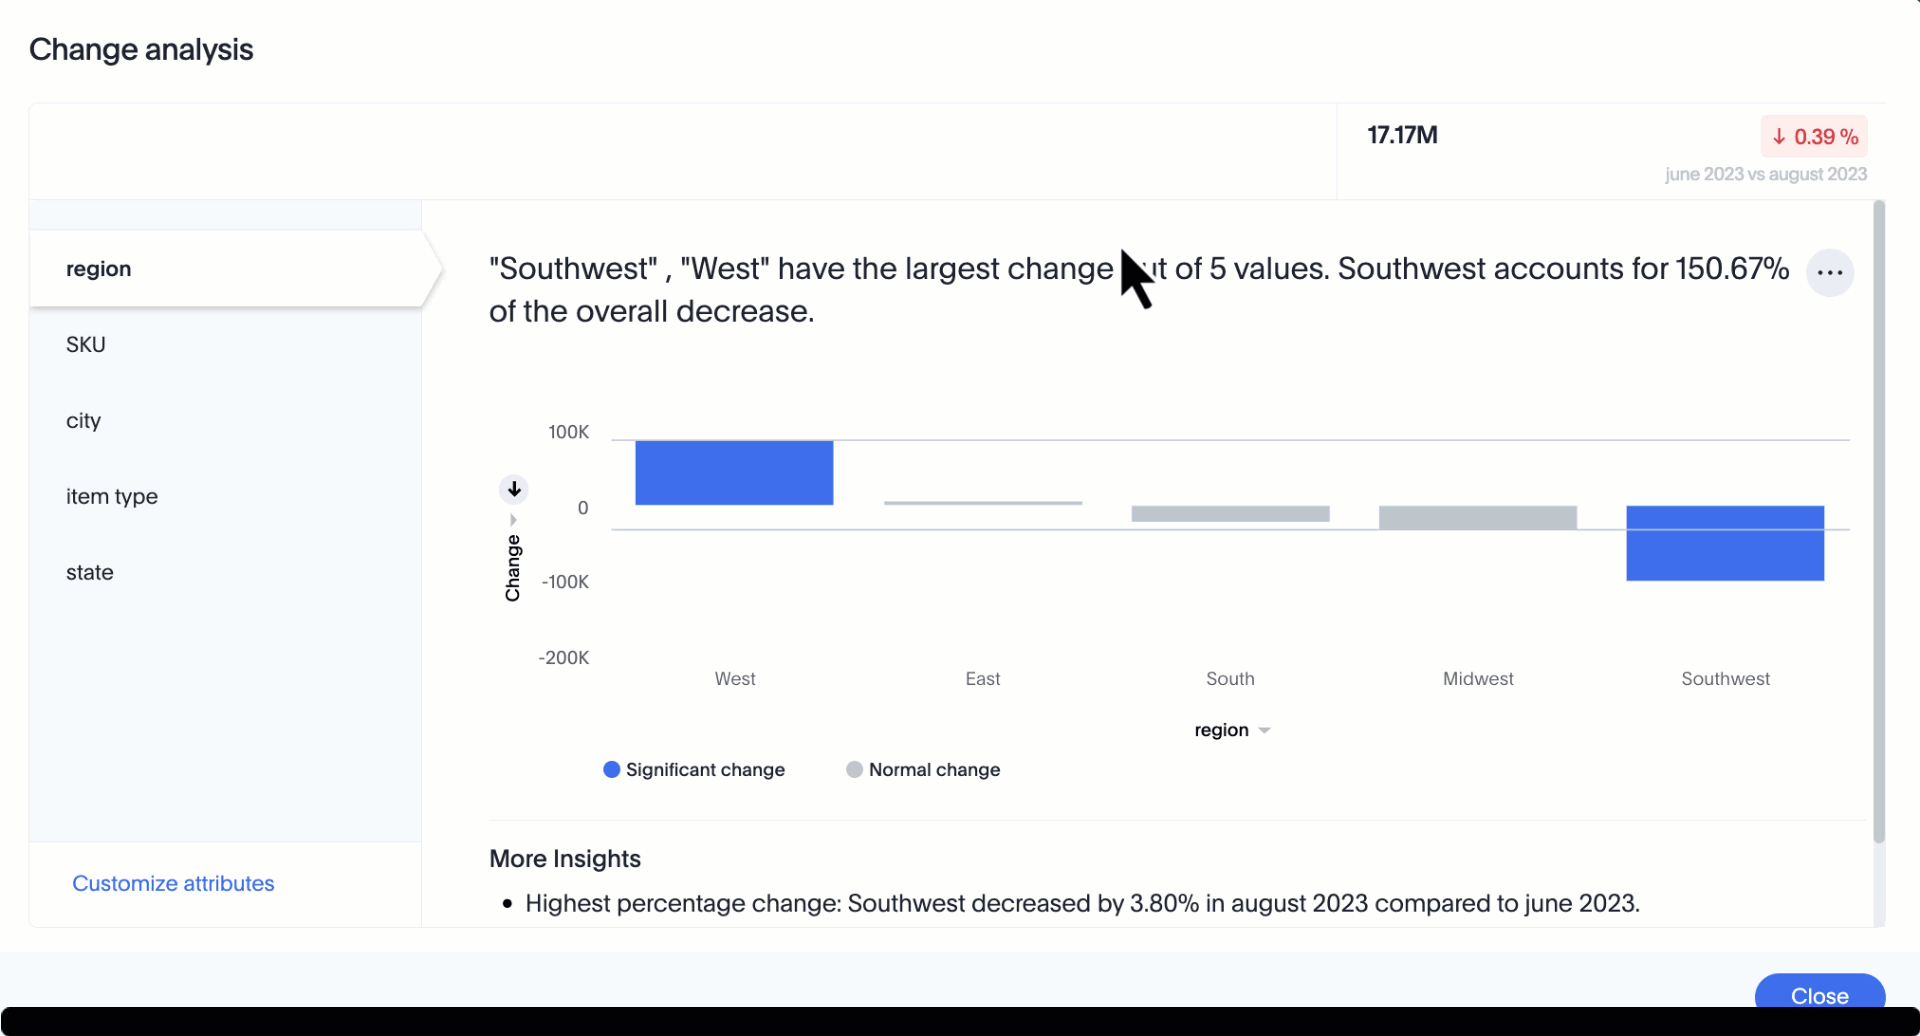 Change analysis
17.17M
↓ 0.39 %
june 2023 vs august 2023
region
SKU
city
item type
state
Customize attributes
"Southwest" , "West" have the largest change of 5 values. Southwest accounts for 150.67%
of the overall decrease.
100K
0
-100K
-200K
Change
West East South Midwest Southwest
region
Significant change Normal change
More Insights
• Highest percentage change: Southwest decreased by 3.80% in august 2023 compared to june 2023.
Close